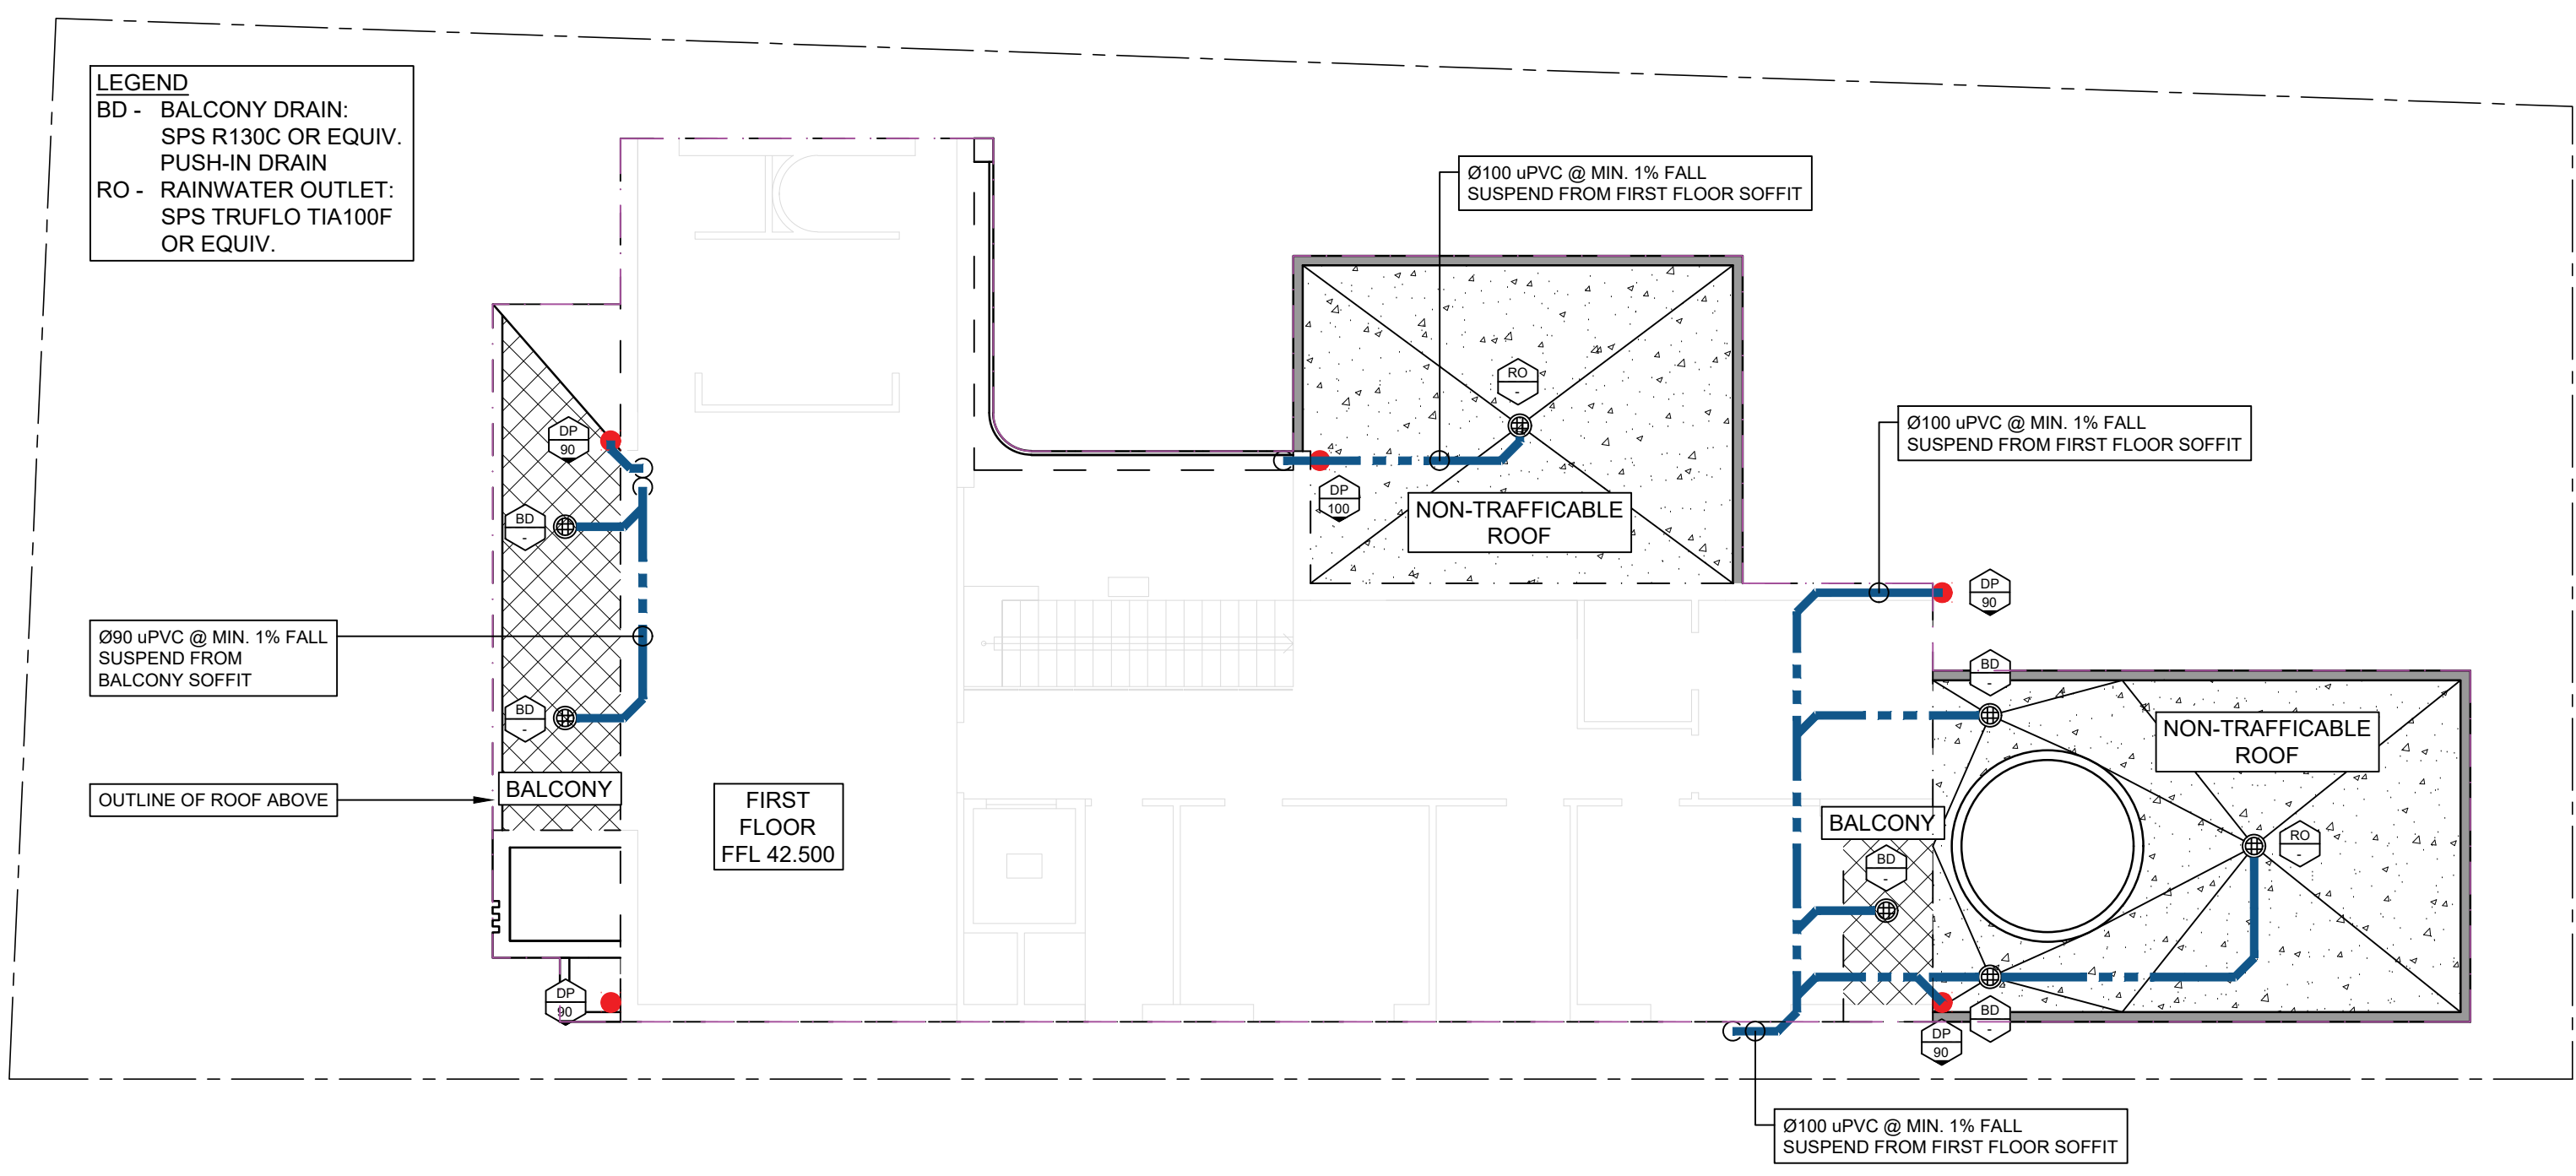 LEGEND
BD - BALCONY DRAIN:
SPS R130C OR EQUIV.
PUSH-IN DRAIN
RO - RAINWATER OUTLET:
SPS TRUFLO TIA100F
OR EQUIV.
Ø100 uPVC @ MIN. 1% FALL
SUSPEND FROM FIRST FLOOR SOFFIT
RO
-
DP
90
Ø100 uPVC @ MIN. 1% FALL
SUSPEND FROM FIRST FLOOR SOFFIT
DP
100
NON-TRAFFICABLE
ROOF
BD
-
DP
90
Ø90 uPVC @ MIN. 1% FALL
SUSPEND FROM
BALCONY SOFFIT
BD
-
BD
-
NON-TRAFFICABLE
ROOF
OUTLINE OF ROOF ABOVE
BALCONY
FIRST
FLOOR
FFL 42.500
BALCONY
RO
-
BD
-
DP
90
BD
-
DP
90
Ø100 uPVC @ MIN. 1% FALL
SUSPEND FROM FIRST FLOOR SOFFIT